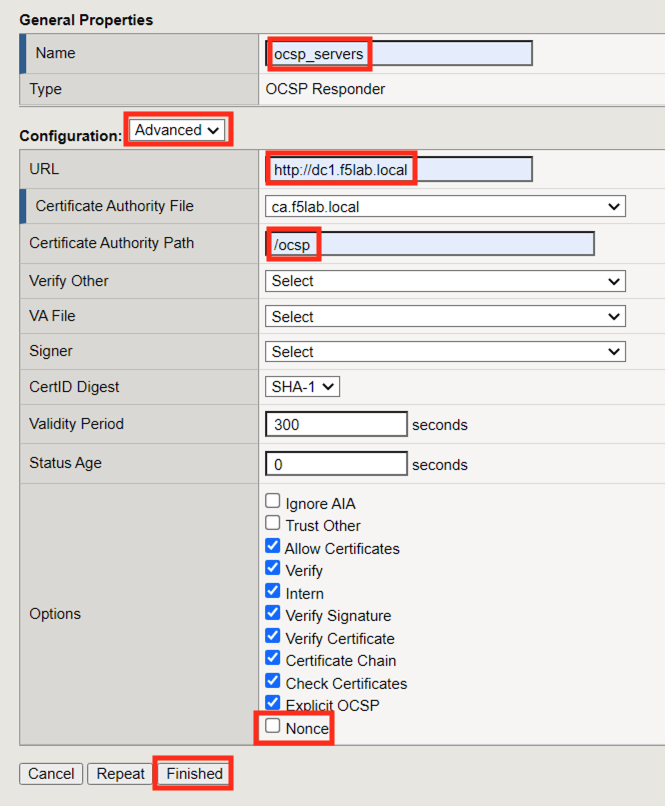 General Properties
Name ocsp_servers
Type OCSP Responder
Configuration: Advanced
URL http://dc1.f5lab.local
Certificate Authority File ca.f5lab.local
Certificate Authority Path /ocsp
Verify Other Select
VA File Select
Signer Select
CertID Digest SHA-1
Validity Period 300 seconds
Status Age 0 seconds
Options
Ignore AIA
Trust Other
Allow Certificates
Verify
Intern
Verify Signature
Verify Certificate
Certificate Chain
Check Certificates
Explicit OCSP
Nonce
Cancel Repeat Finished